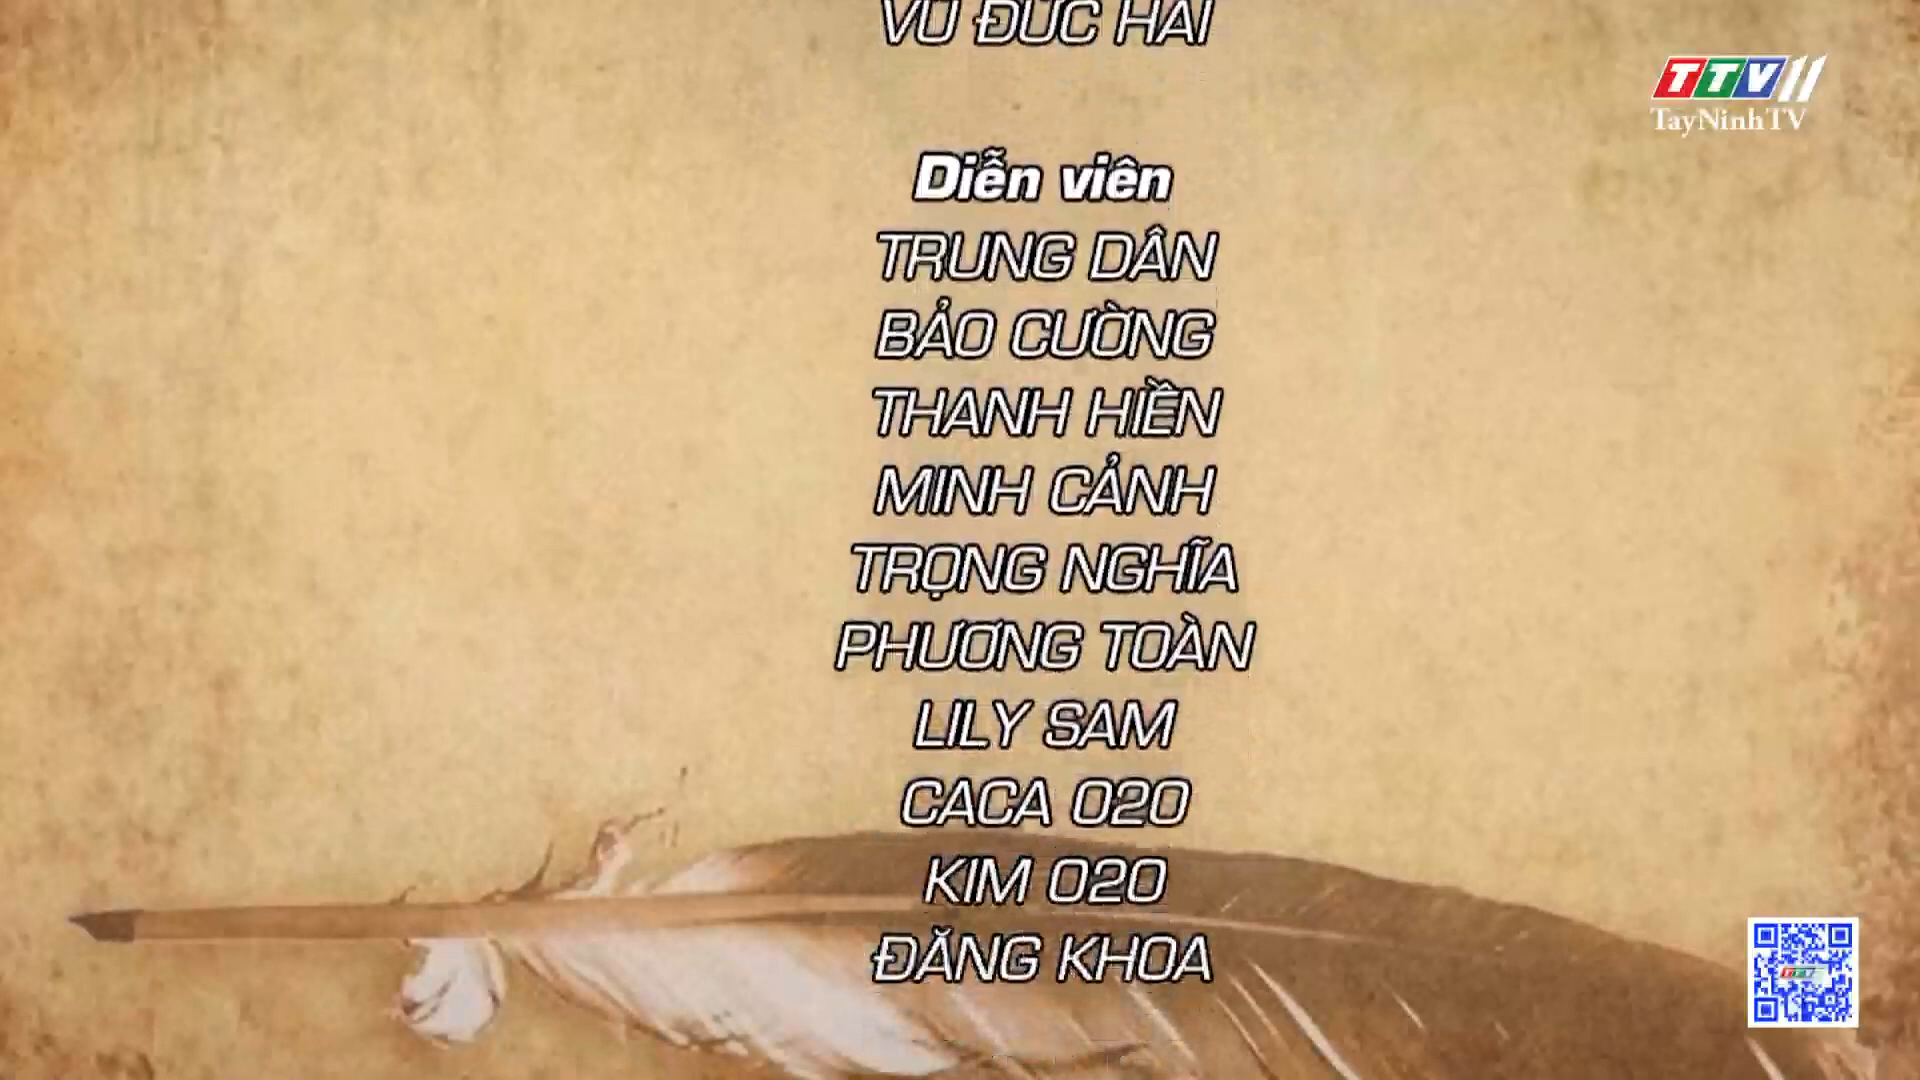 VŨ ĐỨC HẢI
TTV11
TayNinhTV
Diễn viên
TRUNG DÂN
BẢO CƯỜNG
THANH HIỀN
MINH CẢNH
TRỌNG NGHĨA
PHƯƠNG TOÀN
LILY SAM
CACA 020
KIM 020
ĐĂNG KHOA